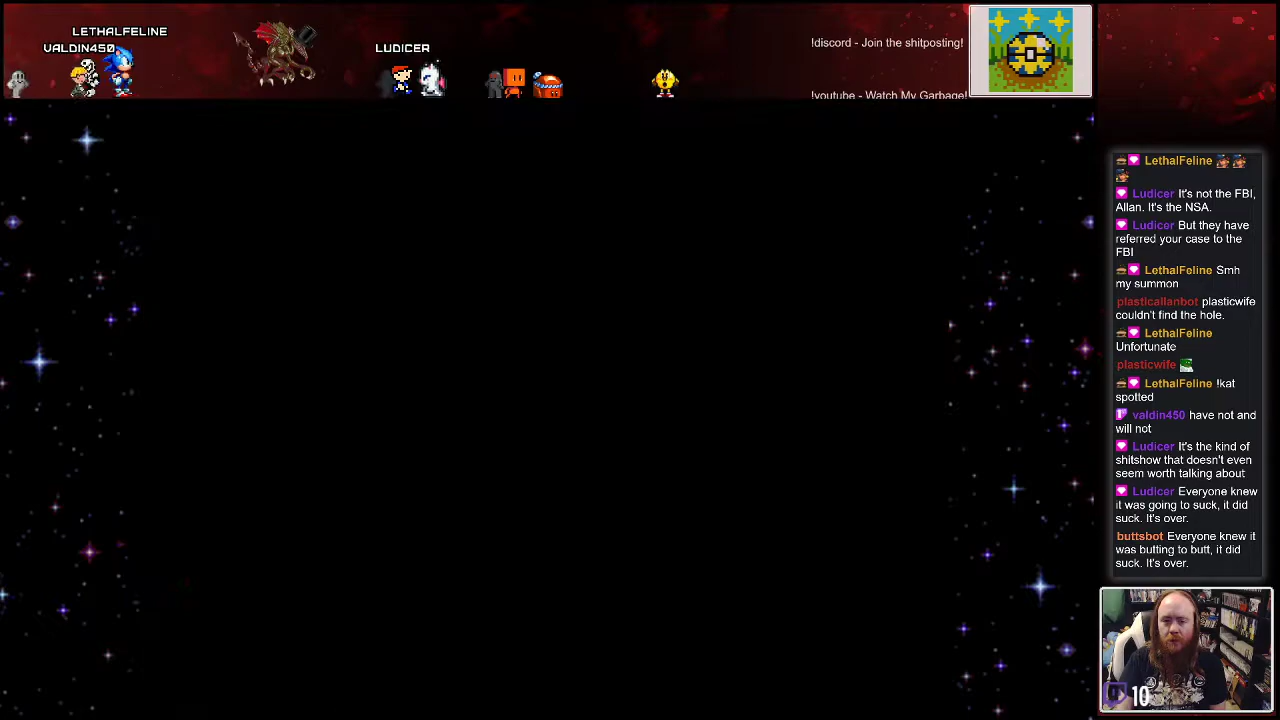 LETHALFELINE
VALDIN450
LUDICER
!discord - Join the shitposting!
!youtube - Watch My Garbage!
LethalFeline
Ludicer It's not the FBI,
Allan. It's the NSA.
Ludicer But they have
referred your case to the
FBI
LethalFeline Smh
my summon
plasticallanbot plasticwife
couldn't find the hole.
LethalFeline
Unfortunate
plasticwife
LethalFeline !kat
spotted
valdin450 have not and
will not
Ludicer It's the kind of
shitshow that doesn't even
seem worth talking about
Ludicer Everyone knew
it was going to suck, it did
suck. It's over.
buttsbot Everyone knew it
was butting to butt, it did
suck. It's over.
10